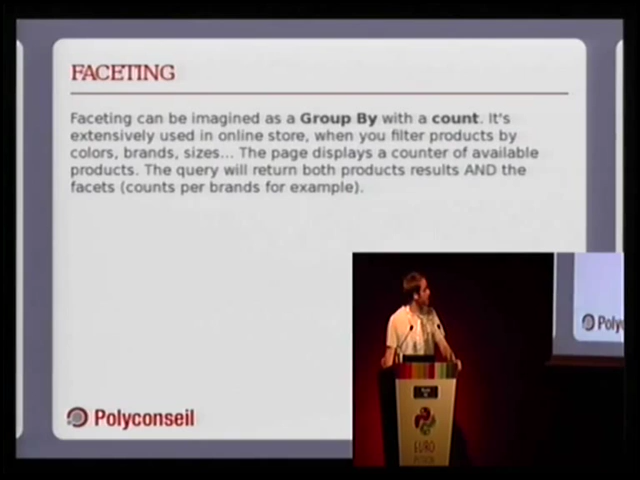 FACETING
Faceting can be imagined as a Group By with a count. It's
extensively used in online store, when you filter products by
colors, brands, sizes... The page displays a counter of available
products. The query will return both products results AND the
facets (counts per brands for example).
Polyconseil
Poly
EURO